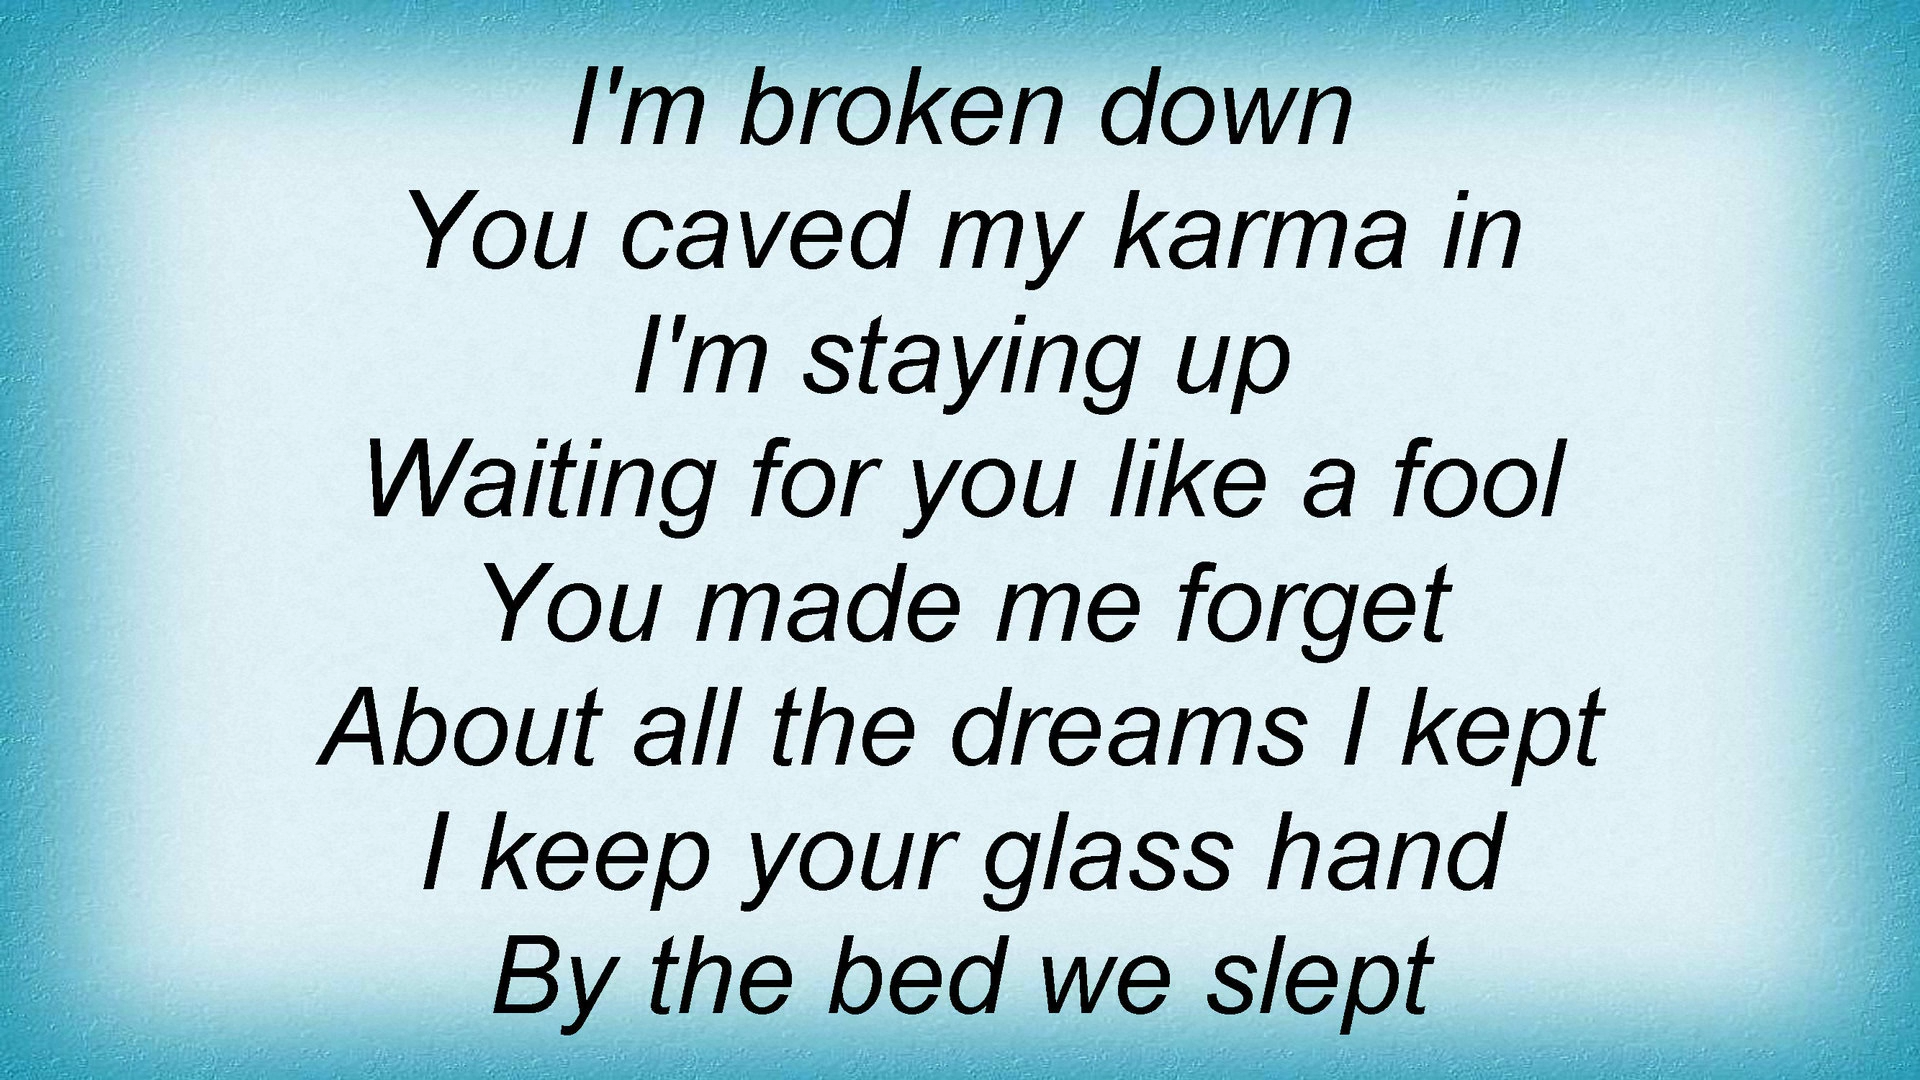 I'm broken down
You caved my karma in
I'm staying up
Waiting for you like a fool
You made me forget
About all the dreams I kept
I keep your glass hand
By the bed we slept